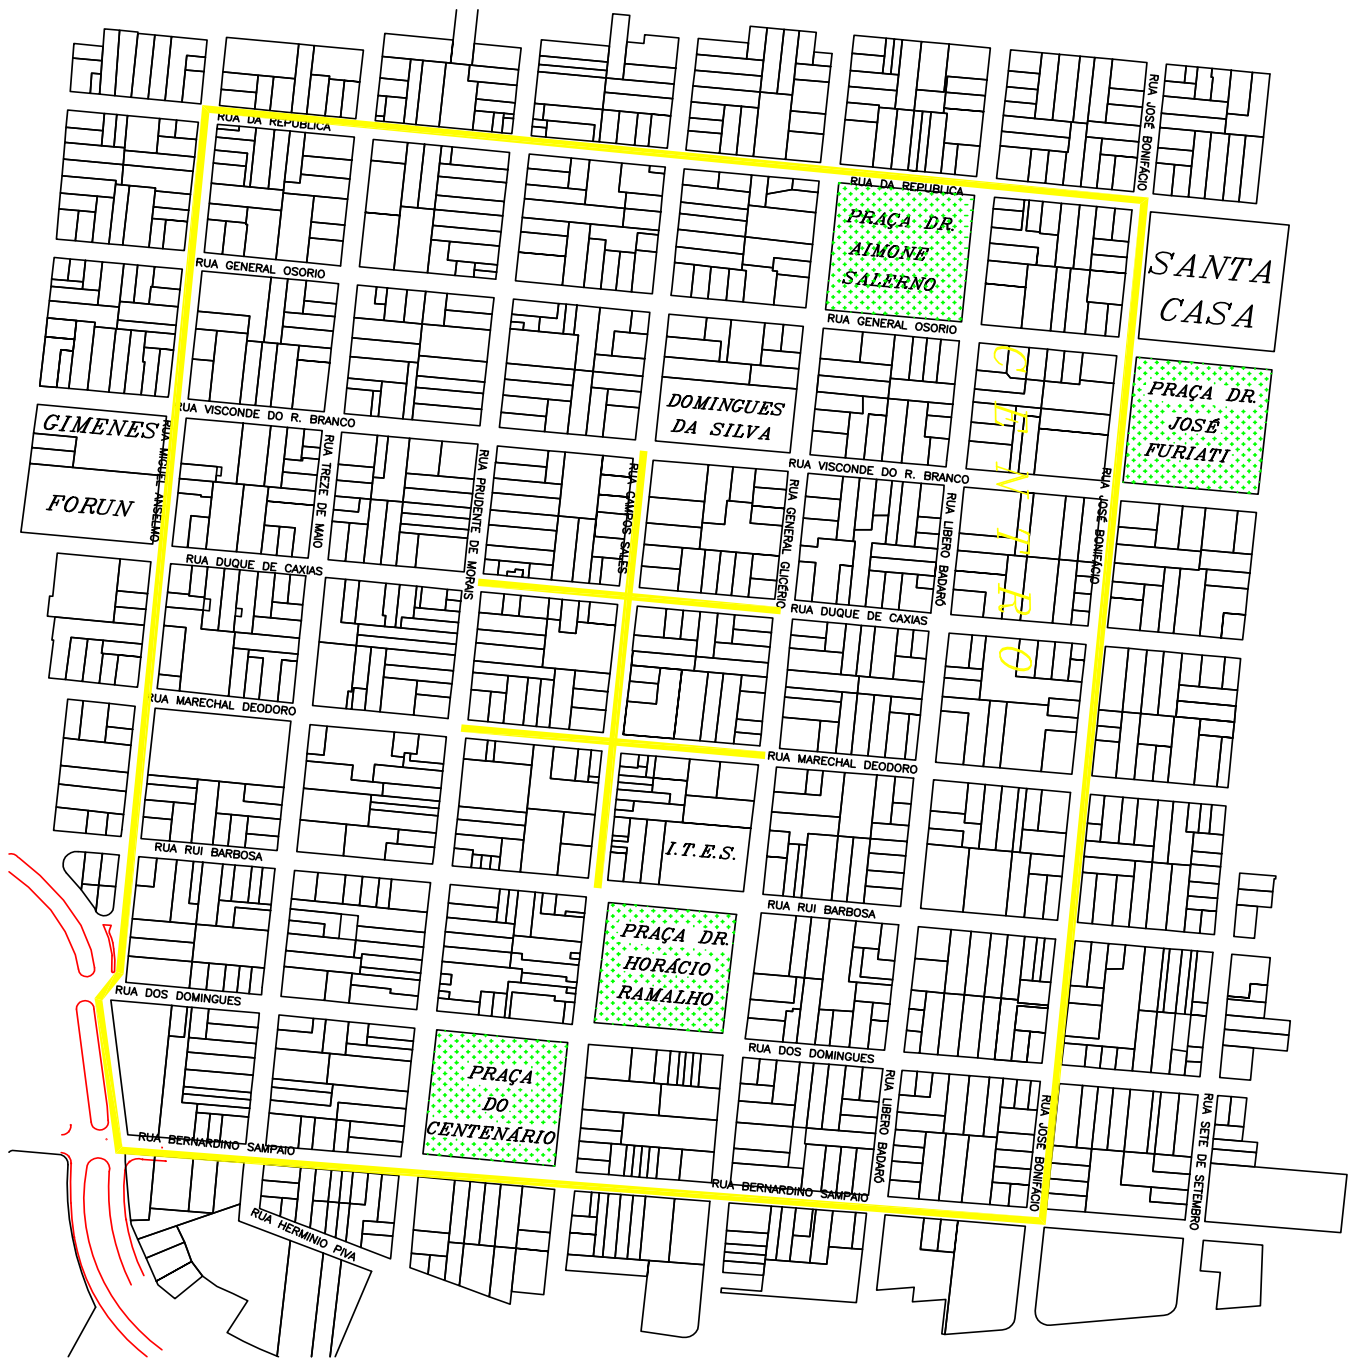 RUA JOSÉ BONIFÁCIO
RUA DA REPUBLICA
RUA DA REPUBLICA
PRAÇA DR.
AIMONE
SALERNO
SANTA
CASA
RUA GENERAL OSORIO
RUA GENERAL OSORIO
CENTRO
PRAÇA DR.
JOSÉ
FURIATI
DOMINGUES
DA SILVA
RUA VISCONDE DO R. BRANCO
GIMENES
FORUN
RUA MIGUEL ANSELMO
RUA TREZE DE MAIO
RUA PRUDENTE DE MORAIS
RUA CAMPOS SALES
RUA VISCONDE DO R. BRANCO
RUA GENERAL GLICÉRIO
RUA LIBERO BADARÓ
RUA JOSÉ BONIFÁCIO
RUA DUQUE DE CAXIAS
RUA DUQUE DE CAXIAS
RUA MARECHAL DEODORO
RUA MARECHAL DEODORO
RUA RUI BARBOSA
I.T.E.S.
RUA RUI BARBOSA
PRAÇA DR.
HORÁCIO
RAMALHO
RUA DOS DOMINGUES
RUA DOS DOMINGUES
PRAÇA
DO
CENTENÁRIO
RUA LIBERO BADARÓ
RUA JOSÉ BONIFÁCIO
RUA SETE DE SETEMBRO
RUA BERNARDINO SAMPAIO
RUA BERNARDINO SAMPAIO
RUA HERMINIO PIVA